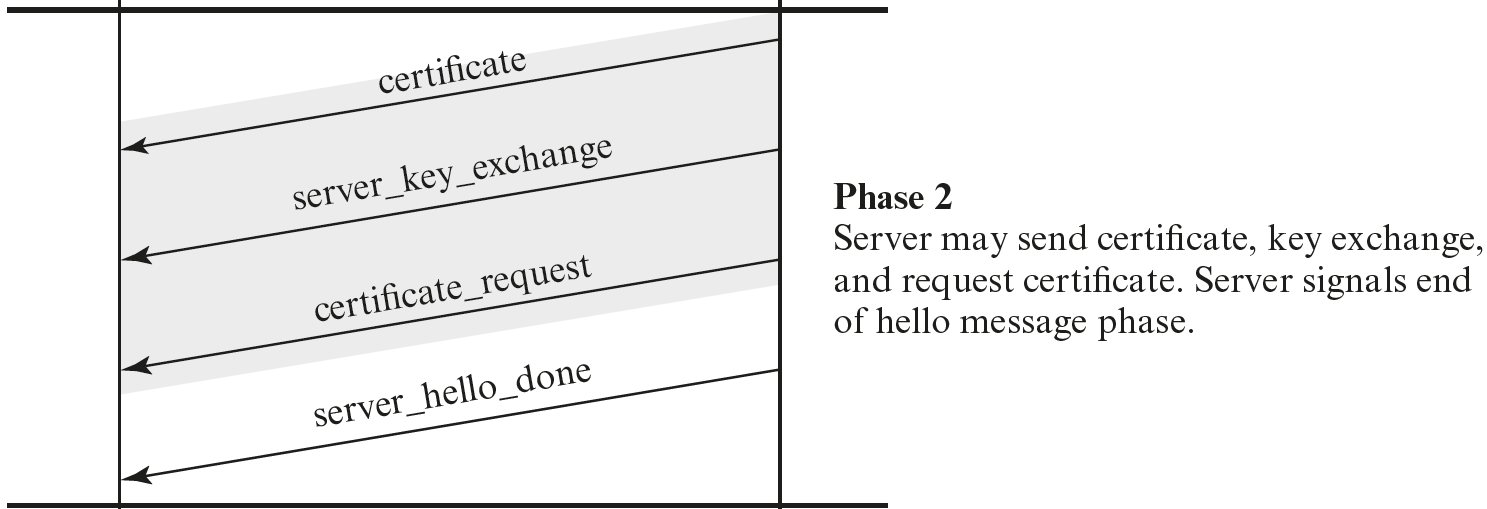 certificate
server_key_exchange
certificate_request
server_hello_done
Phase 2
Server may send certificate, key exchange,
and request certificate. Server signals end
of hello message phase.